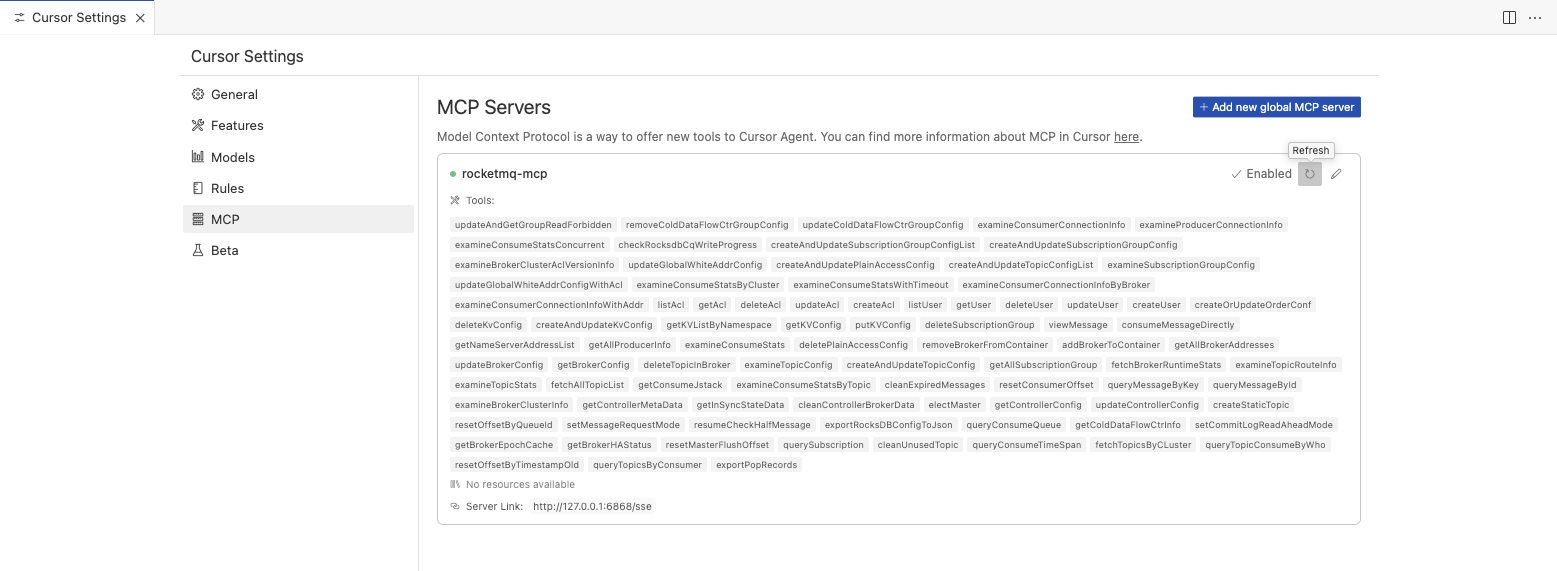 Cursor Settings
Cursor Settings
General
Features
Models
Rules
MCP
Beta
MCP Servers
Add new global MCP server
Model Context Protocol is a way to offer new tools to Cursor Agent. You can find more information about MCP in Cursor here.
Refresh
rocketmq-mcp
Enabled
Tools:
updateAndGetGroupReadForbidden removeColdDataFlowCtrGroupConfig updateColdDataFlowCtrGroupConfig examineConsumerConnectionInfo examineProducerConnectionInfo
examineConsumeStatsConcurrent checkRocksdbCqWriteProgress createAndUpdateSubscriptionGroupConfigList createAndUpdateSubscriptionGroupConfig
examineBrokerClusterAclVersionInfo updateGlobalWhiteAddrConfig createAndUpdatePlainAccessConfig createAndUpdateTopicConfigList examineSubscriptionGroupConfig
updateGlobalWhiteAddrConfigWithAcl examineConsumeStatsByCluster examineConsumeStatsWithTimeout examineConsumerConnectionInfoByBroker
examineConsumerConnectionInfoWithAddr listAcl getAcl deleteAcl updateAcl createAcl listUser getUser deleteUser updateUser createUser createOrUpdateOrderConf
deleteKvConfig createAndUpdateKvConfig getKVListByNamespace getKVConfig putKVConfig deleteSubscriptionGroup viewMessage consumeMessageDirectly
getNameServerAddressList getAllProducerInfo examineConsumeStats deletePlainAccessConfig removeBrokerFromContainer addBrokerToContainer getAllBrokerAddresses
updateBrokerConfig getBrokerConfig deleteTopicInBroker examineTopicConfig createAndUpdateTopicConfig getAllSubscriptionGroup fetchBrokerRuntimeStats examineTopicRouteInfo
examineTopicStats fetchAllTopicList getConsumeJstack examineConsumeStatsByTopic cleanExpiredMessages resetConsumerOffset queryMessageByKey queryMessageById
examineBrokerClusterInfo getControllerMetaData getInSyncStateData cleanControllerBrokerData electMaster getControllerConfig updateControllerConfig createStaticTopic
resetOffsetByQueueId setMessageRequestMode resumeCheckHalfMessage exportRocksDBConfigToJson queryConsumeQueue getColdDataFlowCtrInfo setCommitLogReadAheadMode
getBrokerEpochCache getBrokerHAStatus resetMasterFlushOffset querySubscription cleanUnusedTopic queryConsumeTimeSpan fetchTopicsByCLuster queryTopicConsumeByWho
resetOffsetByTimestampOld queryTopicsByConsumer exportPopRecords
No resources available
Server Link: http://127.0.0.1:6868/sse